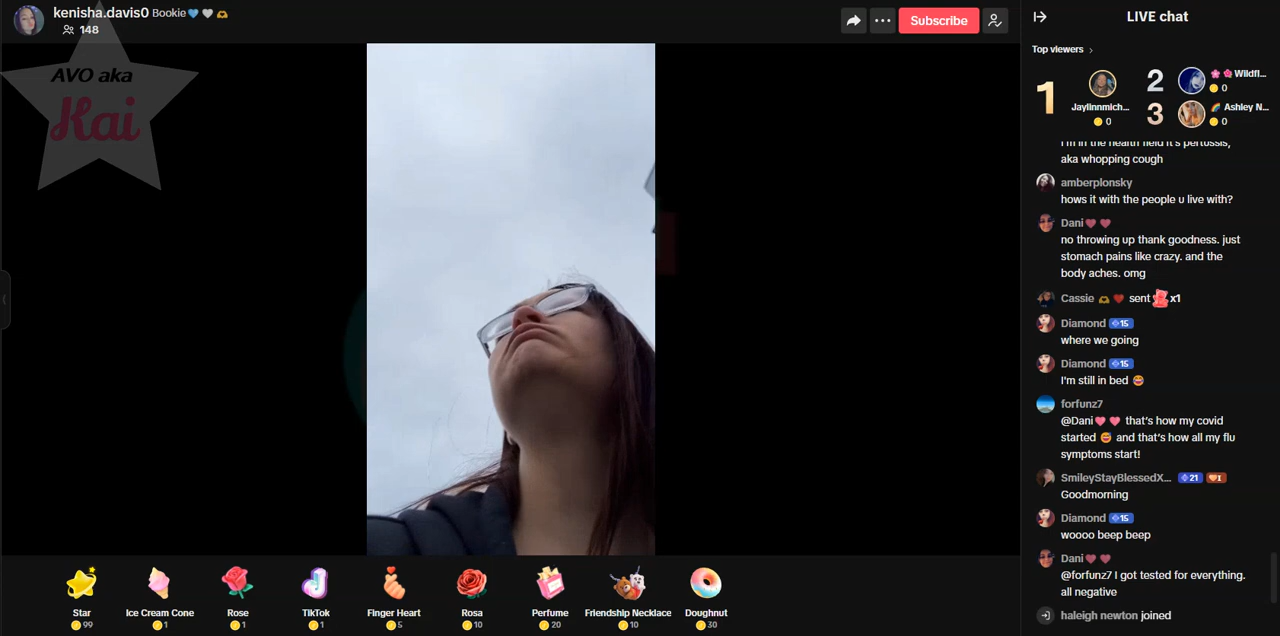 kenisha.davis0 Bookie🩵🤍🫶
148
Subscribe
AVO aka
Kai
LIVE chat
Top viewers
1
Jaylinnmich...
0
2
🌸🌺 Wildfl...
0
3
🌈 Ashley N...
0
I'm in the health field it's pertussis,
aka whopping cough
amberplonsky
hows it with the people u live with?
Dani❤️❤️
no throwing up thank goodness. just
stomach pains like crazy. and the
body aches. omg
Cassie 🫶❤️ sent x1
Diamond 15
where we going
Diamond 15
I'm still in bed 😂
forfunz7
@Dani❤️❤️ that's how my covid
started 😅 and that's how all my flu
symptoms start!
SmileyStayBlessedX... 21 I
Goodmorning
Diamond 15
woooo beep beep
Dani❤️❤️
@forfunz7 I got tested for everything.
all negative
haleigh newton joined
Star
99
Ice Cream Cone
1
Rose
1
TikTok
1
Finger Heart
5
Rosa
10
Perfume
20
Friendship Necklace
10
Doughnut
30